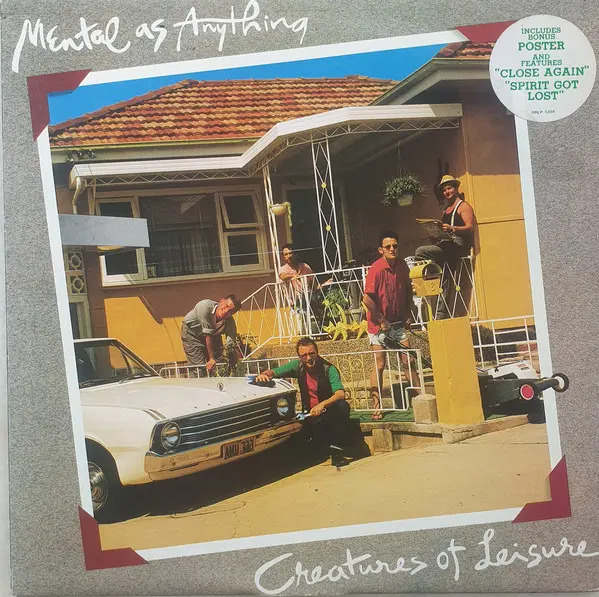 Mental as Anything
INCLUDES
BONUS
POSTER
AND
FEATURES
"CLOSE AGAIN"
"SPIRIT GOT
LOST"
Creatures of Leisure